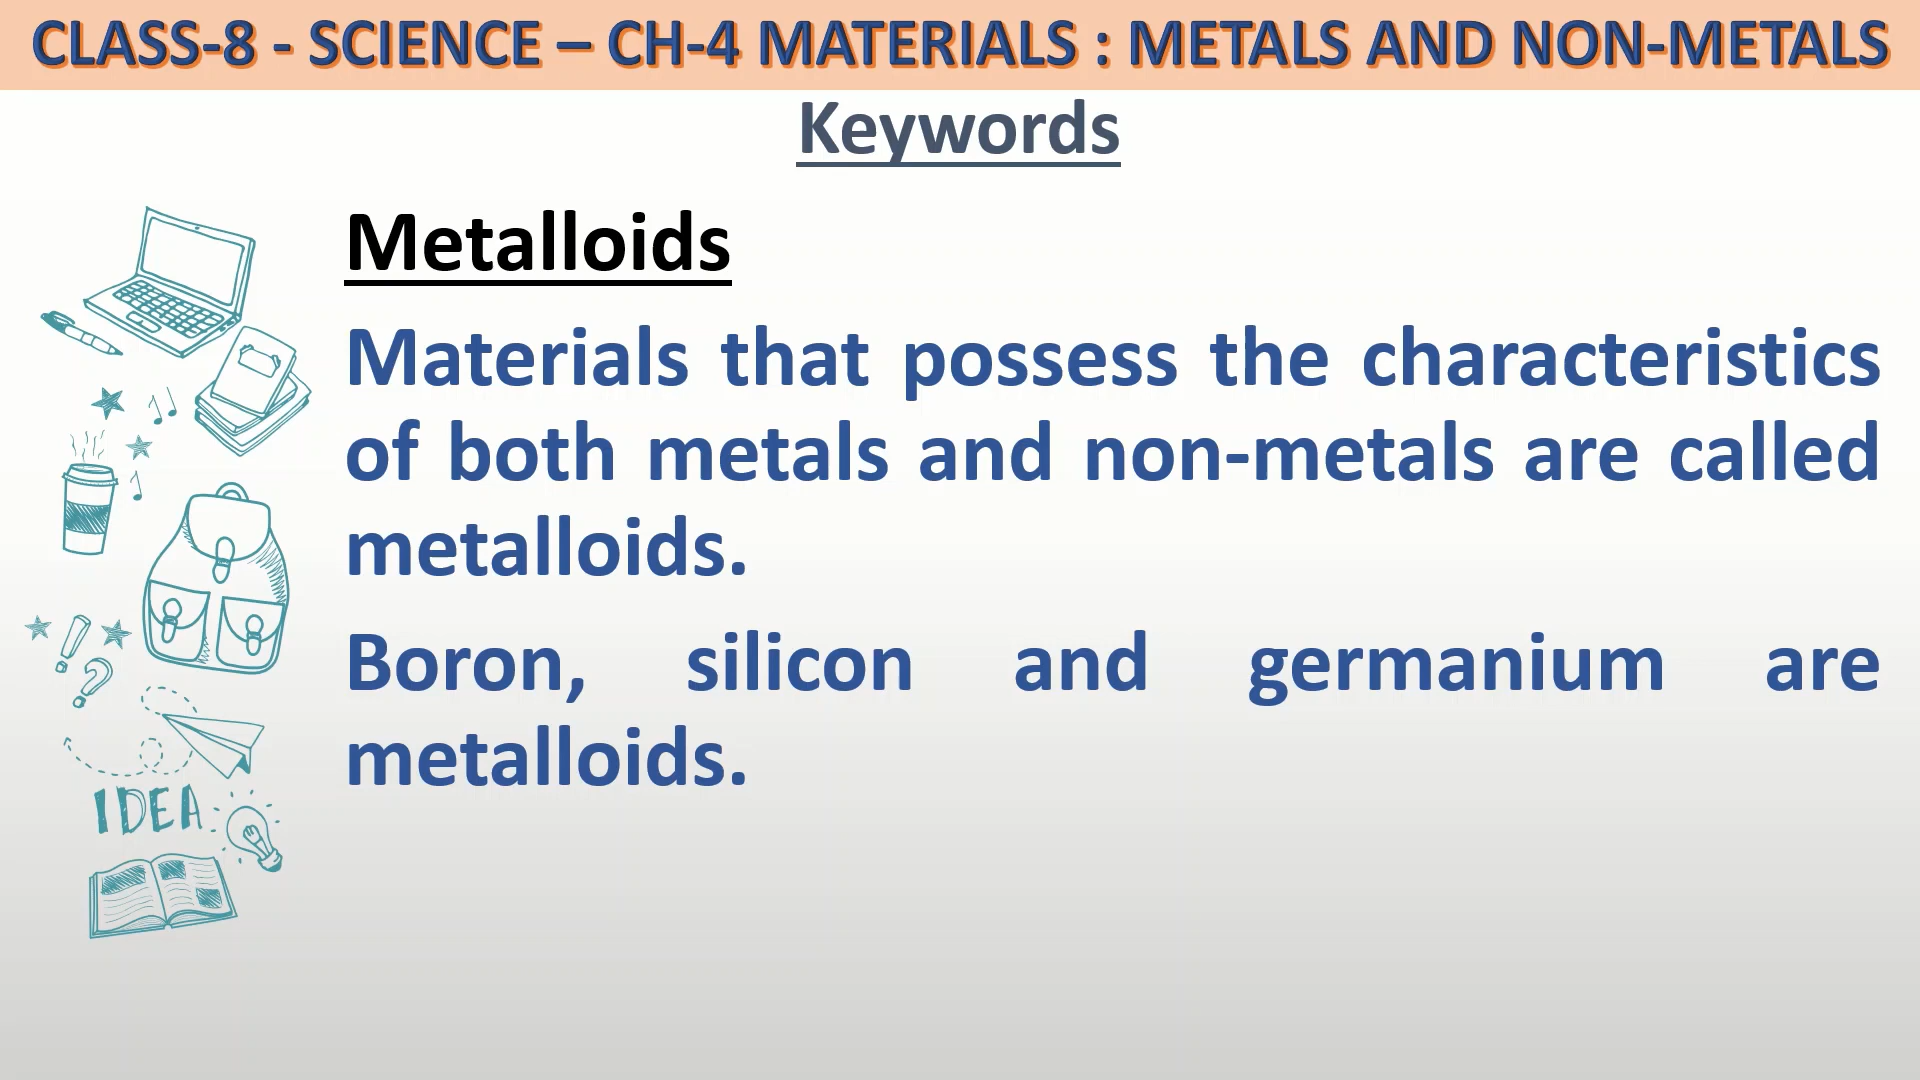 CLASS-8 - SCIENCE – CH-4 MATERIALS : METALS AND NON-METALS
Keywords
Metalloids
Materials that possess the characteristics
of both metals and non-metals are called
metalloids.
Boron, silicon and germanium are
metalloids.
IDEA